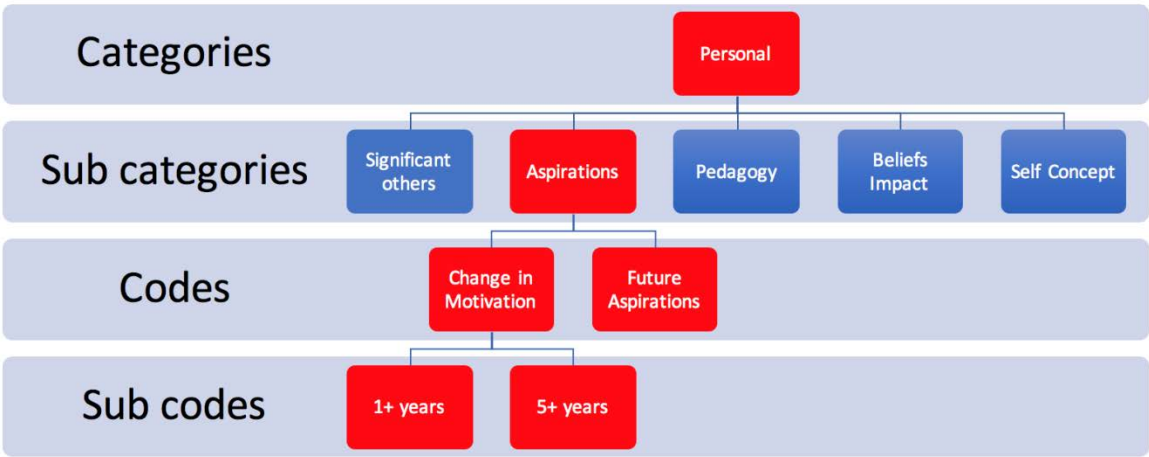 Categories
Personal
Sub categories
Significant
others
Aspirations
Pedagogy
Beliefs
Impact
Self Concept
Codes
Change in
Motivation
Future
Aspirations
Sub codes
1+ years
5+ years